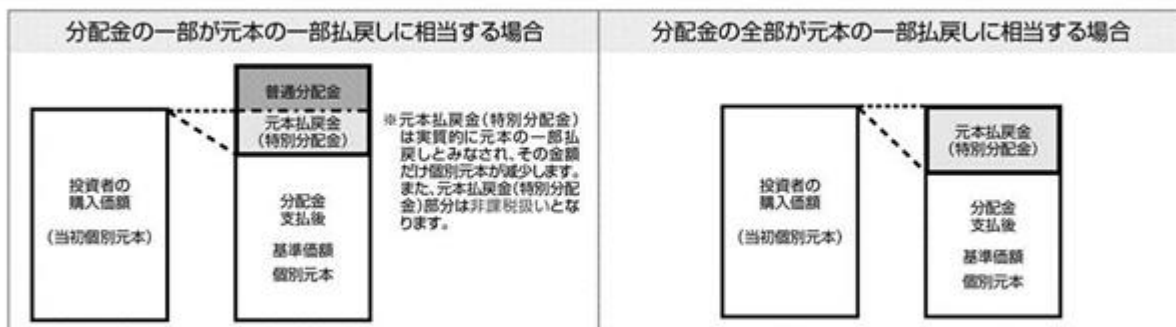 分配金の一部が元本の一部払戻しに相当する場合
普通分配金
元本払戻金
(特別分配金)
投資者の
購入価額
(当初個別元本)
分配金
支払後
基準価額
個別元本
※元本払戻金(特別分配金)
は実質的に元本の一部払
戻しとみなされ、その金額
だけ個別元本が減少します。
また、元本払戻金(特別分配
金)部分は非課税扱いとな
ります。
分配金の全部が元本の一部払戻しに相当する場合
元本払戻金
(特別分配金)
投資者の
購入価額
(当初個別元本)
分配金
支払後
基準価額
個別元本